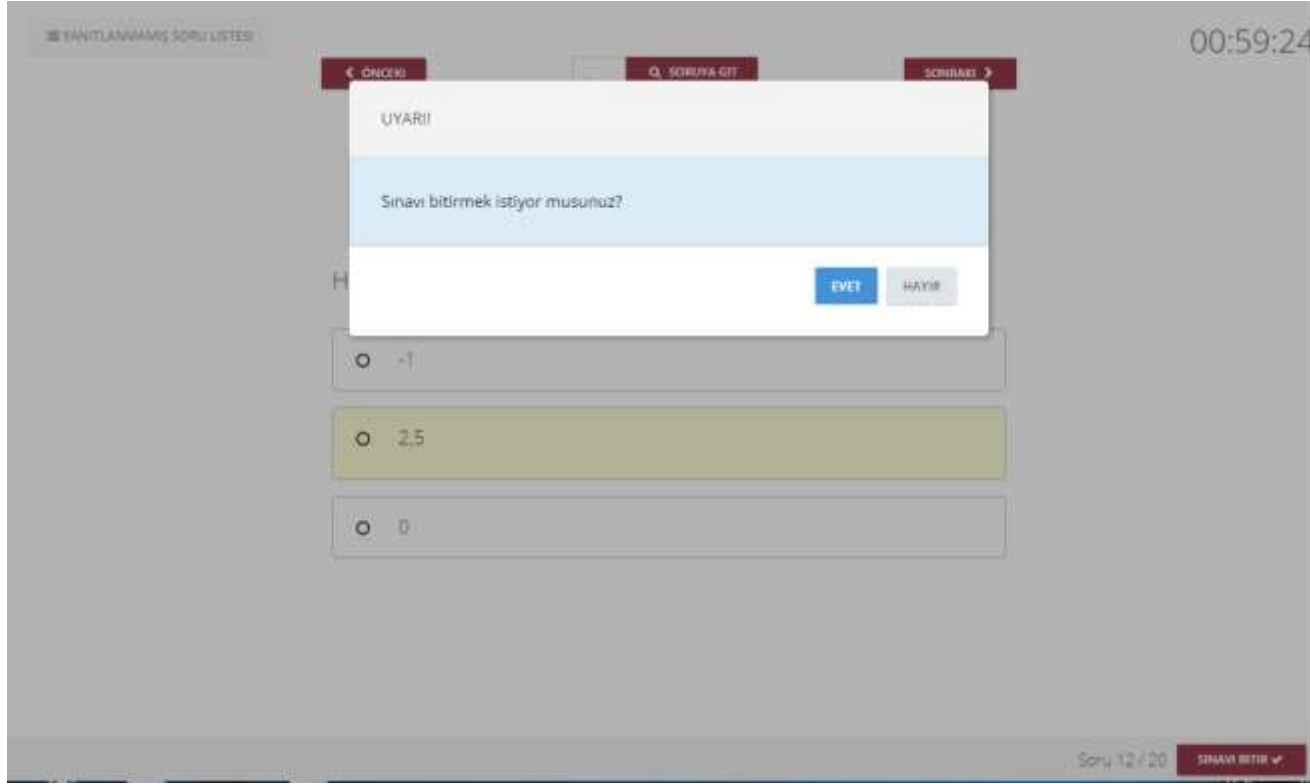 YANITLANMAMIŞ SORU LİSTESİ
00:59:24
ÖNCEKİ
SORUYA GİT
SONRAKİ
UYARI!
Sınavı bitirmek istiyor musunuz?
H
EVET
HAYIR
-1
2,5
0
Soru 12 / 20
SINAVI BİTİR